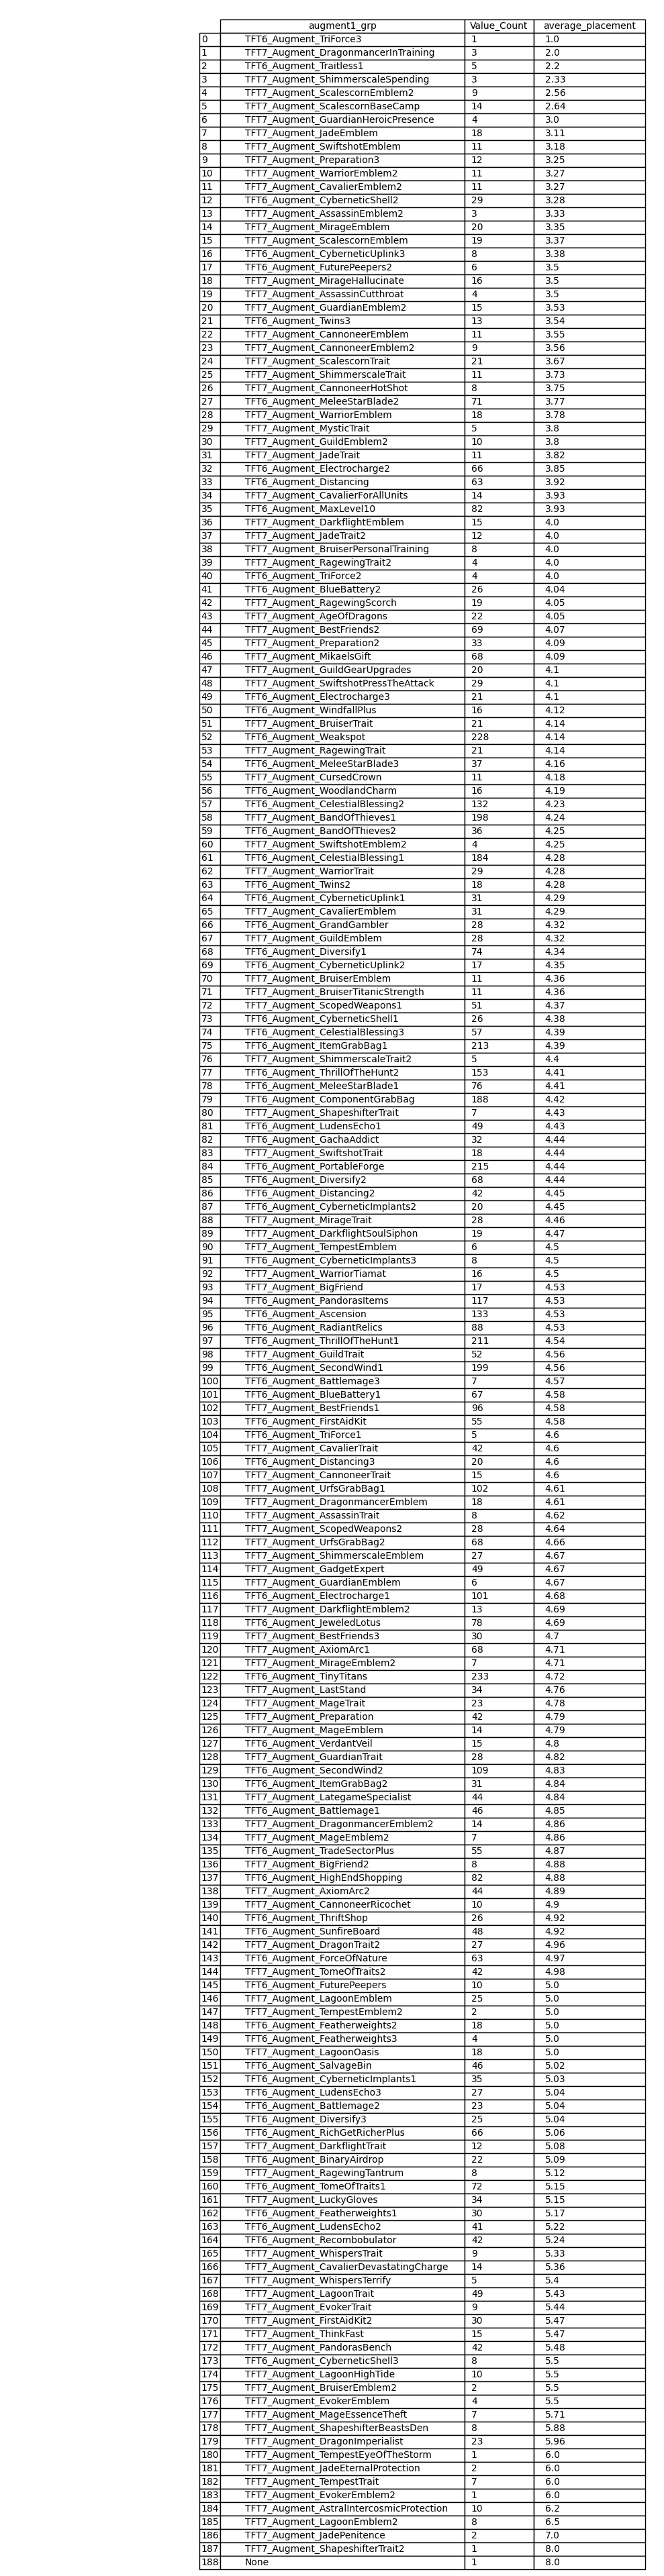 augment1_grp Value_Count average_placement
0 TFT6_Augment_TriForce3 1 1.0
1 TFT7_Augment_DragonmancerInTraining 3 2.0
2 TFT6_Augment_Traitless1 5 2.2
3 TFT7_Augment_ShimmerscaleSpending 3 2.33
4 TFT7_Augment_ScalescornEmblem2 9 2.56
5 TFT7_Augment_ScalescornBaseCamp 14 2.64
6 TFT7_Augment_GuardianHeroicPresence 4 3.0
7 TFT7_Augment_JadeEmblem 18 3.11
8 TFT7_Augment_SwiftshotEmblem 11 3.18
9 TFT7_Augment_Preparation3 12 3.25
10 TFT7_Augment_WarriorEmblem2 11 3.27
11 TFT7_Augment_CavalierEmblem2 11 3.27
12 TFT6_Augment_CyberneticShell2 29 3.28
13 TFT7_Augment_AssassinEmblem2 3 3.33
14 TFT7_Augment_MirageEmblem 20 3.35
15 TFT7_Augment_ScalescornEmblem 19 3.37
16 TFT6_Augment_CyberneticUplink3 8 3.38
17 TFT6_Augment_FuturePeepers2 6 3.5
18 TFT7_Augment_MirageHallucinate 16 3.5
19 TFT7_Augment_AssassinCutthroat 4 3.5
20 TFT7_Augment_GuardianEmblem2 15 3.53
21 TFT6_Augment_Twins3 13 3.54
22 TFT7_Augment_CannoneerEmblem 11 3.55
23 TFT7_Augment_CannoneerEmblem2 9 3.56
24 TFT7_Augment_ScalescornTrait 21 3.67
25 TFT7_Augment_ShimmerscaleTrait 11 3.73
26 TFT7_Augment_CannoneerHotShot 8 3.75
27 TFT6_Augment_MeleeStarBlade2 71 3.77
28 TFT7_Augment_WarriorEmblem 18 3.78
29 TFT7_Augment_MysticTrait 5 3.8
30 TFT7_Augment_GuildEmblem2 10 3.8
31 TFT7_Augment_JadeTrait 11 3.82
32 TFT6_Augment_Electrocharge2 66 3.85
33 TFT6_Augment_Distancing 63 3.92
34 TFT7_Augment_CavalierForAllUnits 14 3.93
35 TFT6_Augment_MaxLevel10 82 3.93
36 TFT7_Augment_DarkflightEmblem 15 4.0
37 TFT7_Augment_JadeTrait2 12 4.0
38 TFT7_Augment_BruiserPersonalTraining 8 4.0
39 TFT7_Augment_RagewingTrait2 4 4.0
40 TFT6_Augment_TriForce2 4 4.0
41 TFT6_Augment_BlueBattery2 26 4.04
42 TFT7_Augment_RagewingScorch 19 4.05
43 TFT7_Augment_AgeOfDragons 22 4.05
44 TFT7_Augment_BestFriends2 69 4.07
45 TFT7_Augment_Preparation2 33 4.09
46 TFT7_Augment_MikaelsGift 68 4.09
47 TFT7_Augment_GuildGearUpgrades 20 4.1
48 TFT7_Augment_SwiftshotPressTheAttack 29 4.1
49 TFT6_Augment_Electrocharge3 21 4.1
50 TFT6_Augment_WindfallPlus 16 4.12
51 TFT7_Augment_BruiserTrait 21 4.14
52 TFT6_Augment_Weakspot 228 4.14
53 TFT7_Augment_RagewingTrait 21 4.14
54 TFT6_Augment_MeleeStarBlade3 37 4.16
55 TFT7_Augment_CursedCrown 11 4.18
56 TFT6_Augment_WoodlandCharm 16 4.19
57 TFT6_Augment_CelestialBlessing2 132 4.23
58 TFT7_Augment_BandOfThieves1 198 4.24
59 TFT6_Augment_BandOfThieves2 36 4.25
60 TFT7_Augment_SwiftshotEmblem2 4 4.25
61 TFT6_Augment_CelestialBlessing1 184 4.28
62 TFT7_Augment_WarriorTrait 29 4.28
63 TFT6_Augment_Twins2 18 4.28
64 TFT6_Augment_CyberneticUplink1 31 4.29
65 TFT7_Augment_CavalierEmblem 31 4.29
66 TFT6_Augment_GrandGambler 28 4.32
67 TFT7_Augment_GuildEmblem 28 4.32
68 TFT6_Augment_Diversify1 74 4.34
69 TFT6_Augment_CyberneticUplink2 17 4.35
70 TFT7_Augment_BruiserEmblem 11 4.36
71 TFT7_Augment_BruiserTitanicStrength 11 4.36
72 TFT7_Augment_ScopedWeapons1 51 4.37
73 TFT6_Augment_CyberneticShell1 26 4.38
74 TFT6_Augment_CelestialBlessing3 57 4.39
75 TFT6_Augment_ItemGrabBag1 213 4.39
76 TFT7_Augment_ShimmerscaleTrait2 5 4.4
77 TFT6_Augment_ThrillOfTheHunt2 153 4.41
78 TFT6_Augment_MeleeStarBlade1 76 4.41
79 TFT6_Augment_ComponentGrabBag 188 4.42
80 TFT7_Augment_ShapeshifterTrait 7 4.43
81 TFT6_Augment_LudensEcho1 49 4.43
82 TFT6_Augment_GachaAddict 32 4.44
83 TFT7_Augment_SwiftshotTrait 18 4.44
84 TFT6_Augment_PortableForge 215 4.44
85 TFT6_Augment_Diversify2 68 4.44
86 TFT6_Augment_Distancing2 42 4.45
87 TFT6_Augment_CyberneticImplants2 20 4.45
88 TFT7_Augment_MirageTrait 28 4.46
89 TFT7_Augment_DarkflightSoulSiphon 19 4.47
90 TFT7_Augment_TempestEmblem 6 4.5
91 TFT6_Augment_CyberneticImplants3 8 4.5
92 TFT7_Augment_WarriorTiamat 16 4.5
93 TFT7_Augment_BigFriend 17 4.53
94 TFT6_Augment_PandorasItems 117 4.53
95 TFT6_Augment_Ascension 133 4.53
96 TFT6_Augment_RadiantRelics 88 4.53
97 TFT6_Augment_ThrillOfTheHunt1 211 4.54
98 TFT7_Augment_GuildTrait 52 4.56
99 TFT6_Augment_SecondWind1 199 4.56
100 TFT6_Augment_Battlemage3 7 4.57
101 TFT6_Augment_BlueBattery1 67 4.58
102 TFT7_Augment_BestFriends1 96 4.58
103 TFT6_Augment_FirstAidKit 55 4.58
104 TFT6_Augment_TriForce1 5 4.6
105 TFT7_Augment_CavalierTrait 42 4.6
106 TFT6_Augment_Distancing3 20 4.6
107 TFT7_Augment_CannoneerTrait 15 4.6
108 TFT7_Augment_UrfsGrabBag1 102 4.61
109 TFT7_Augment_DragonmancerEmblem 18 4.61
110 TFT7_Augment_AssassinTrait 8 4.62
111 TFT7_Augment_ScopedWeapons2 28 4.64
112 TFT7_Augment_UrfsGrabBag2 68 4.66
113 TFT7_Augment_ShimmerscaleEmblem 27 4.67
114 TFT7_Augment_GadgetExpert 49 4.67
115 TFT7_Augment_GuardianEmblem 6 4.67
116 TFT6_Augment_Electrocharge1 101 4.68
117 TFT7_Augment_DarkflightEmblem2 13 4.69
118 TFT6_Augment_JeweledLotus 78 4.69
119 TFT7_Augment_BestFriends3 30 4.7
120 TFT7_Augment_AxiomArc1 68 4.71
121 TFT7_Augment_MirageEmblem2 7 4.71
122 TFT6_Augment_TinyTitans 233 4.72
123 TFT7_Augment_LastStand 34 4.76
124 TFT7_Augment_MageTrait 23 4.78
125 TFT7_Augment_Preparation 42 4.79
126 TFT7_Augment_MageEmblem 14 4.79
127 TFT6_Augment_VerdantVeil 15 4.8
128 TFT7_Augment_GuardianTrait 28 4.82
129 TFT6_Augment_SecondWind2 109 4.83
130 TFT6_Augment_ItemGrabBag2 31 4.84
131 TFT7_Augment_LategameSpecialist 44 4.84
132 TFT6_Augment_Battlemage1 46 4.85
133 TFT7_Augment_DragonmancerEmblem2 14 4.86
134 TFT7_Augment_MageEmblem2 7 4.86
135 TFT6_Augment_TradeSectorPlus 55 4.87
136 TFT7_Augment_BigFriend2 8 4.88
137 TFT6_Augment_HighEndShopping 82 4.88
138 TFT7_Augment_AxiomArc2 44 4.89
139 TFT7_Augment_CannoneerRicochet 10 4.9
140 TFT6_Augment_ThriftShop 26 4.92
141 TFT6_Augment_SunfireBoard 48 4.92
142 TFT7_Augment_DragonTrait2 27 4.96
143 TFT6_Augment_ForceOfNature 63 4.97
144 TFT7_Augment_TomeOfTraits2 42 4.98
145 TFT6_Augment_FuturePeepers 10 5.0
146 TFT7_Augment_LagoonEmblem 25 5.0
147 TFT7_Augment_TempestEmblem2 2 5.0
148 TFT6_Augment_Featherweights2 18 5.0
149 TFT6_Augment_Featherweights3 4 5.0
150 TFT7_Augment_LagoonOasis 18 5.0
151 TFT6_Augment_SalvageBin 46 5.02
152 TFT6_Augment_CyberneticImplants1 35 5.03
153 TFT6_Augment_LudensEcho3 27 5.04
154 TFT6_Augment_Battlemage2 23 5.04
155 TFT6_Augment_Diversify3 25 5.04
156 TFT6_Augment_RichGetRicherPlus 66 5.06
157 TFT7_Augment_DarkflightTrait 12 5.08
158 TFT6_Augment_BinaryAirdrop 22 5.09
159 TFT7_Augment_RagewingTantrum 8 5.12
160 TFT6_Augment_TomeOfTraits1 72 5.15
161 TFT7_Augment_LuckyGloves 34 5.15
162 TFT6_Augment_Featherweights1 30 5.17
163 TFT6_Augment_LudensEcho2 41 5.22
164 TFT6_Augment_Recombobulator 42 5.24
165 TFT7_Augment_WhispersTrait 9 5.33
166 TFT7_Augment_CavalierDevastatingCharge 14 5.36
167 TFT7_Augment_WhispersTerrify 5 5.4
168 TFT7_Augment_LagoonTrait 49 5.43
169 TFT7_Augment_EvokerTrait 9 5.44
170 TFT7_Augment_FirstAidKit2 30 5.47
171 TFT7_Augment_ThinkFast 15 5.47
172 TFT7_Augment_PandorasBench 42 5.48
173 TFT6_Augment_CyberneticShell3 8 5.5
174 TFT7_Augment_LagoonHighTide 10 5.5
175 TFT7_Augment_BruiserEmblem2 2 5.5
176 TFT7_Augment_EvokerEmblem 4 5.5
177 TFT7_Augment_MageEssenceTheft 7 5.71
178 TFT7_Augment_ShapeshifterBeastsDen 8 5.88
179 TFT7_Augment_DragonImperialist 23 5.96
180 TFT7_Augment_TempestEyeOfTheStorm 1 6.0
181 TFT7_Augment_JadeEternalProtection 2 6.0
182 TFT7_Augment_TempestTrait 7 6.0
183 TFT7_Augment_EvokerEmblem2 1 6.0
184 TFT7_Augment_AstralIntercosmicProtection 10 6.2
185 TFT7_Augment_LagoonEmblem2 8 6.5
186 TFT7_Augment_JadePenitence 2 7.0
187 TFT7_Augment_ShapeshifterTrait2 1 8.0
188 None 1 8.0